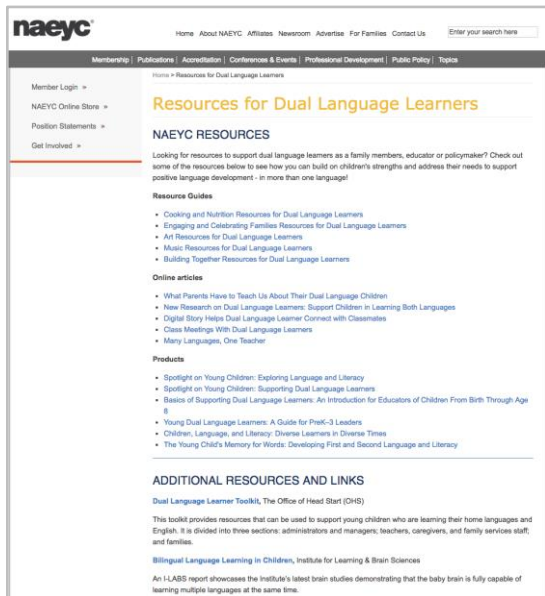 naeyc
Home About NAEYC Affiliates Newsroom Advertise For Families Contact Us
Enter your search here
Membership | Publications | Accreditation | Conferences & Events | Professional Development | Public Policy | Topics
Member Login »
NAEYC Online Store »
Position Statements »
Get Involved »
Home > Resources for Dual Language Learners
Resources for Dual Language Learners
NAEYC RESOURCES
Looking for resources to support dual language learners as a family members, educator or policymaker? Check out
some of the resources below to see how you can build on children's strengths and address their needs to support
positive language development - in more than one language!
Resource Guides
• Cooking and Nutrition Resources for Dual Language Learners
• Engaging and Celebrating Families Resources for Dual Language Learners
• Art Resources for Dual Language Learners
• Music Resources for Dual Language Learners
• Building Together Resources for Dual Language Learners
Online articles
• What Parents Have to Teach Us About Their Dual Language Children
• New Research on Dual Language Learners: Support Children in Learning Both Languages
• Digital Story Helps Dual Language Learner Connect with Classmates
• Class Meetings With Dual Language Learners
• Many Languages, One Teacher
Products
• Spotlight on Young Children: Exploring Language and Literacy
• Spotlight on Young Children: Supporting Dual Language Learners
• Basics of Supporting Dual Language Learners: An Introduction for Educators of Children From Birth Through Age
8
• Young Dual Language Learners: A Guide for PreK–3 Leaders
• Children, Language, and Literacy: Diverse Learners in Diverse Times
• The Young Child's Memory for Words: Developing First and Second Language and Literacy
ADDITIONAL RESOURCES AND LINKS
Dual Language Learner Toolkit, The Office of Head Start (OHS)
This toolkit provides resources that can be used to support young children who are learning their home languages and
English. It is divided into three sections: administrators and managers; teachers, caregivers, and family services staff;
and families.
Bilingual Language Learning in Children, Institute for Learning & Brain Sciences
An I-LABS report showcases the Institute's latest brain studies demonstrating that the baby brain is fully capable of
learning multiple languages at the same time.